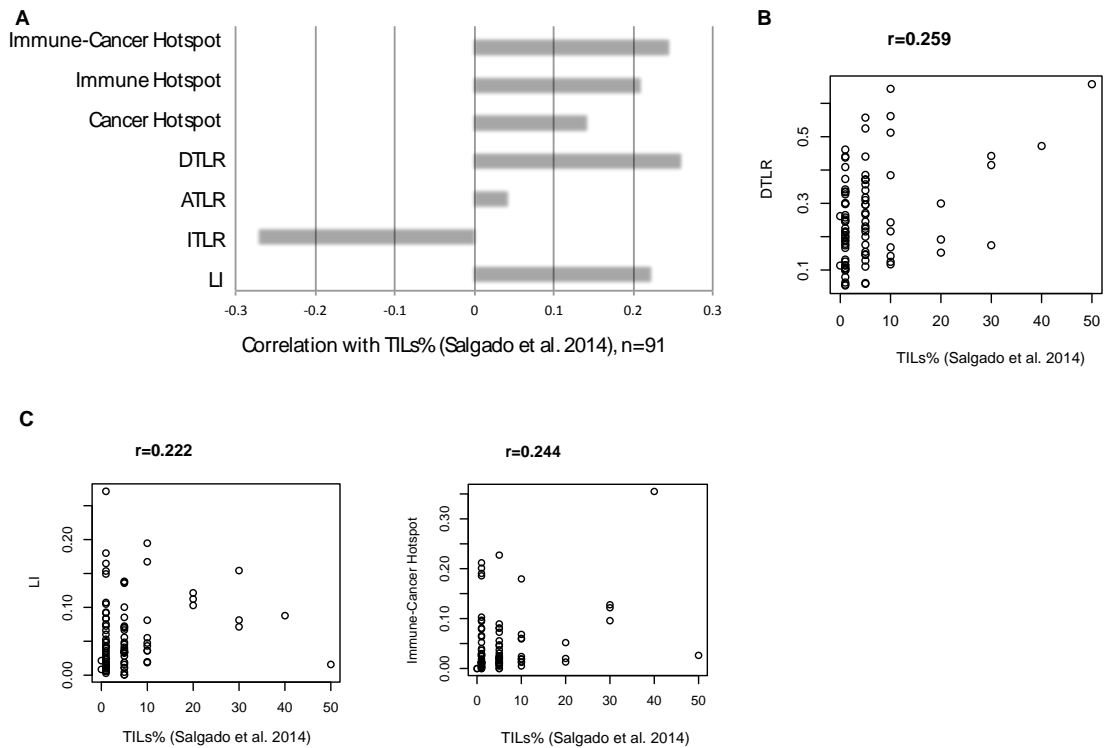 A
Immune-Cancer Hotspot
Immune Hotspot
Cancer Hotspot
DTLR
ATLR
ITLR
LI
-0.3 -0.2 -0.1 0 0.1 0.2 0.3
Correlation with TILs% (Salgado et al. 2014), n=91
B
r=0.259
DTLR
0.5
0.3
0.1
0 10 20 30 40 50
TILs% (Salgado et al. 2014)
C
r=0.222
LI
0.20
0.10
0.00
0 10 20 30 40 50
TILs% (Salgado et al. 2014)
r=0.244
Immune-Cancer Hotspot
0.30
0.20
0.10
0.00
0 10 20 30 40 50
TILs% (Salgado et al. 2014)